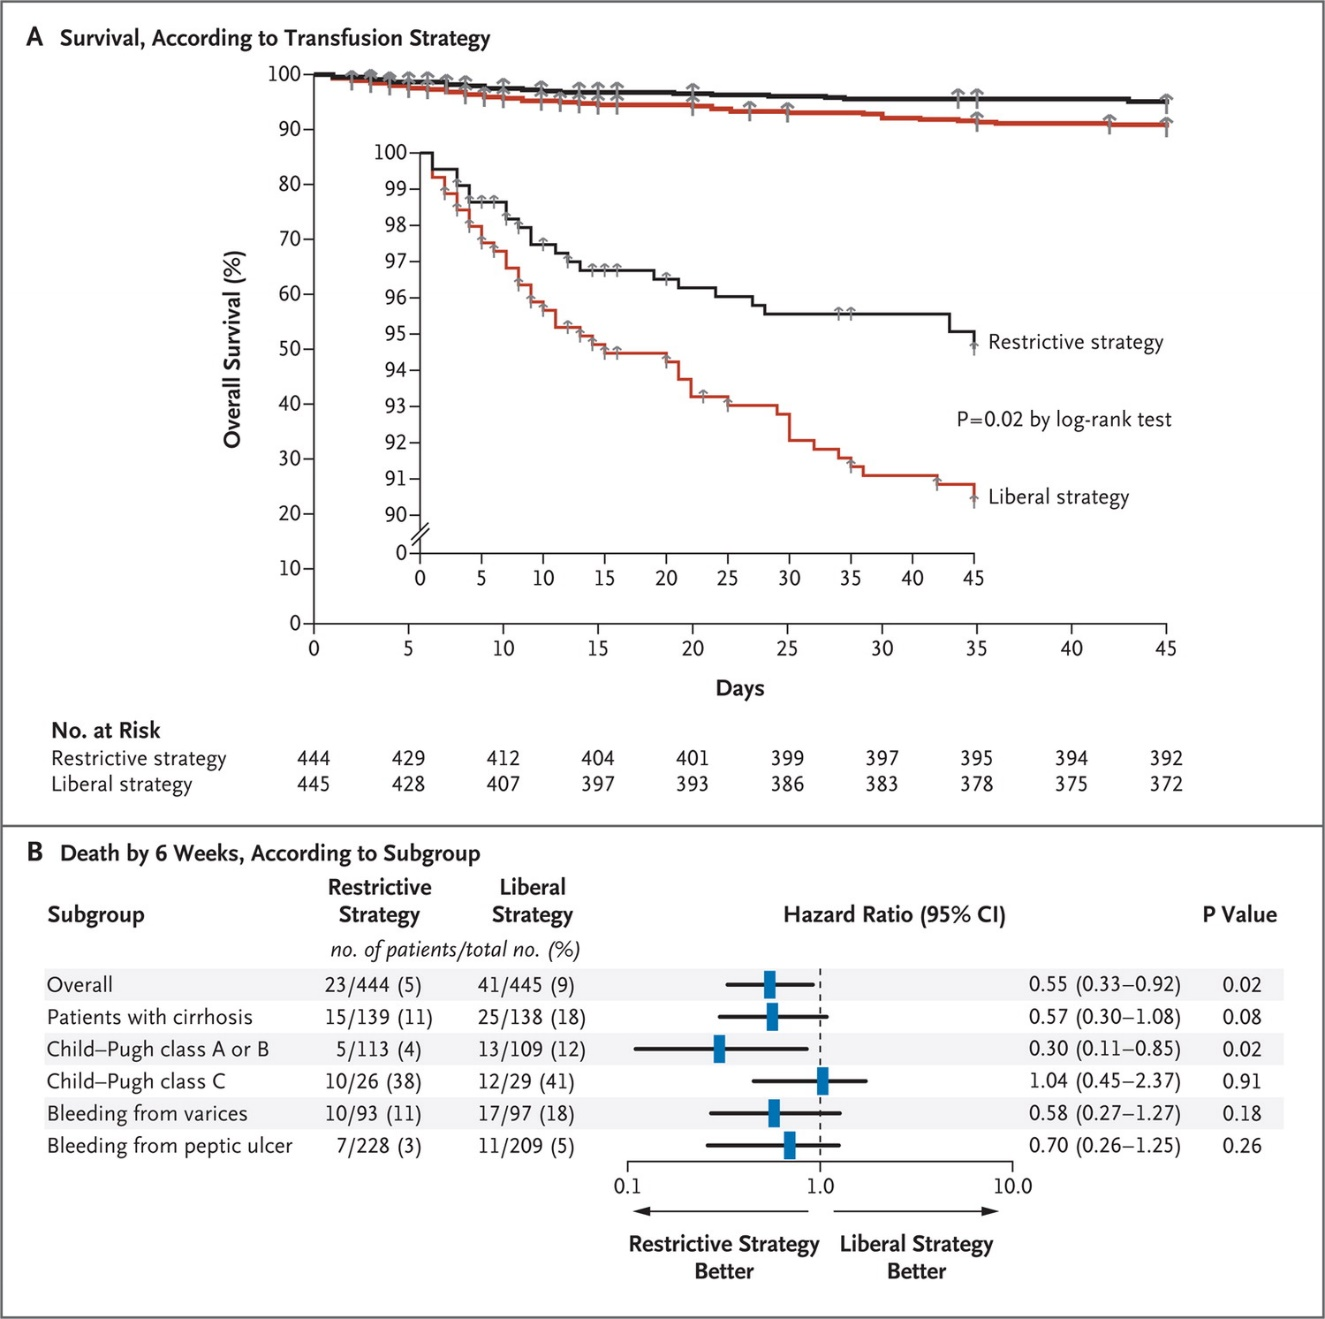 A Survival, According to Transfusion Strategy
100
90
80
70
60
50
40
30
20
10
0
Overall Survival (%)
100
99
98
97
96
95
94
93
92
91
90
0
0 5 10 15 20 25 30 35 40 45
Restrictive strategy
P=0.02 by log-rank test
Liberal strategy
0 5 10 15 20 25 30 35 40 45
Days
No. at Risk
Restrictive strategy 444 429 412 404 401 399 397 395 394 392
Liberal strategy 445 428 407 397 393 386 383 378 375 372
B Death by 6 Weeks, According to Subgroup
Subgroup Restrictive Strategy Liberal Strategy Hazard Ratio (95% CI) P Value
no. of patients/total no. (%)
Overall 23/444 (5) 41/445 (9) 0.55 (0.33–0.92) 0.02
Patients with cirrhosis 15/139 (11) 25/138 (18) 0.57 (0.30–1.08) 0.08
Child–Pugh class A or B 5/113 (4) 13/109 (12) 0.30 (0.11–0.85) 0.02
Child–Pugh class C 10/26 (38) 12/29 (41) 1.04 (0.45–2.37) 0.91
Bleeding from varices 10/93 (11) 17/97 (18) 0.58 (0.27–1.27) 0.18
Bleeding from peptic ulcer 7/228 (3) 11/209 (5) 0.70 (0.26–1.25) 0.26
0.1 1.0 10.0
Restrictive Strategy Better
Liberal Strategy Better